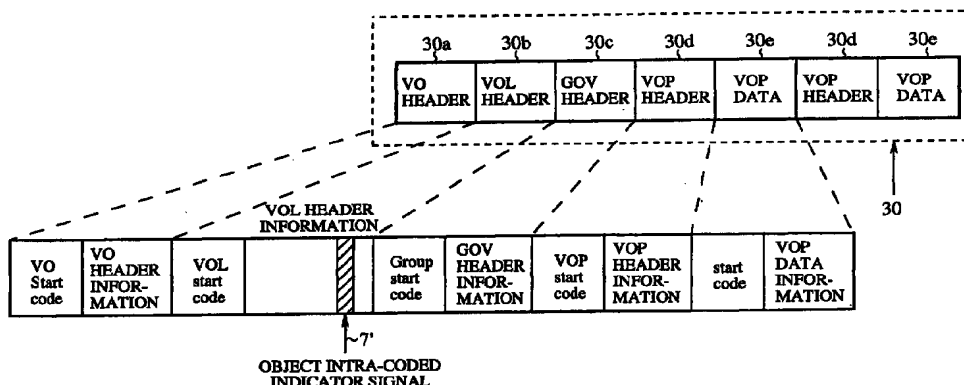 30a 30b 30c 30d 30e 30d 30e
VO HEADER
VOL HEADER
GOV HEADER
VOP HEADER
VOP DATA
VOP HEADER
VOP DATA
30
VOL HEADER
INFORMATION
VO
Start
code
VO
HEADER
INFOR-
MATION
VOL
start
code
Group
start
code
GOV
HEADER
INFOR-
MATION
VOP
start
code
VOP
HEADER
INFOR-
MATION
start
code
VOP
DATA
INFOR-
MATION
~7'
OBJECT INTRA-CODED
INDICATOR SIGNAL